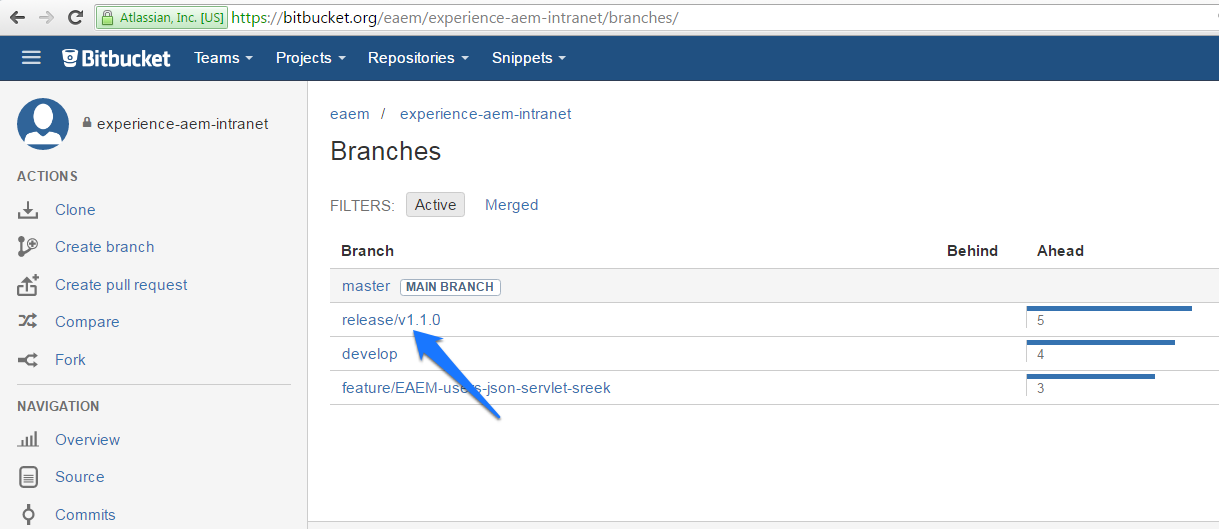 Atlassian, Inc. [US] https://bitbucket.org/eaem/experience-aem-intranet/branches/
Bitbucket Teams Projects Repositories Snippets
experience-aem-intranet
ACTIONS
Clone
Create branch
Create pull request
Compare
Fork
NAVIGATION
Overview
Source
Commits
eaem / experience-aem-intranet
Branches
FILTERS: Active Merged
Branch Behind Ahead
master MAIN BRANCH
release/v1.1.0 5
develop 4
feature/EAEM-users-json-servlet-sreek 3